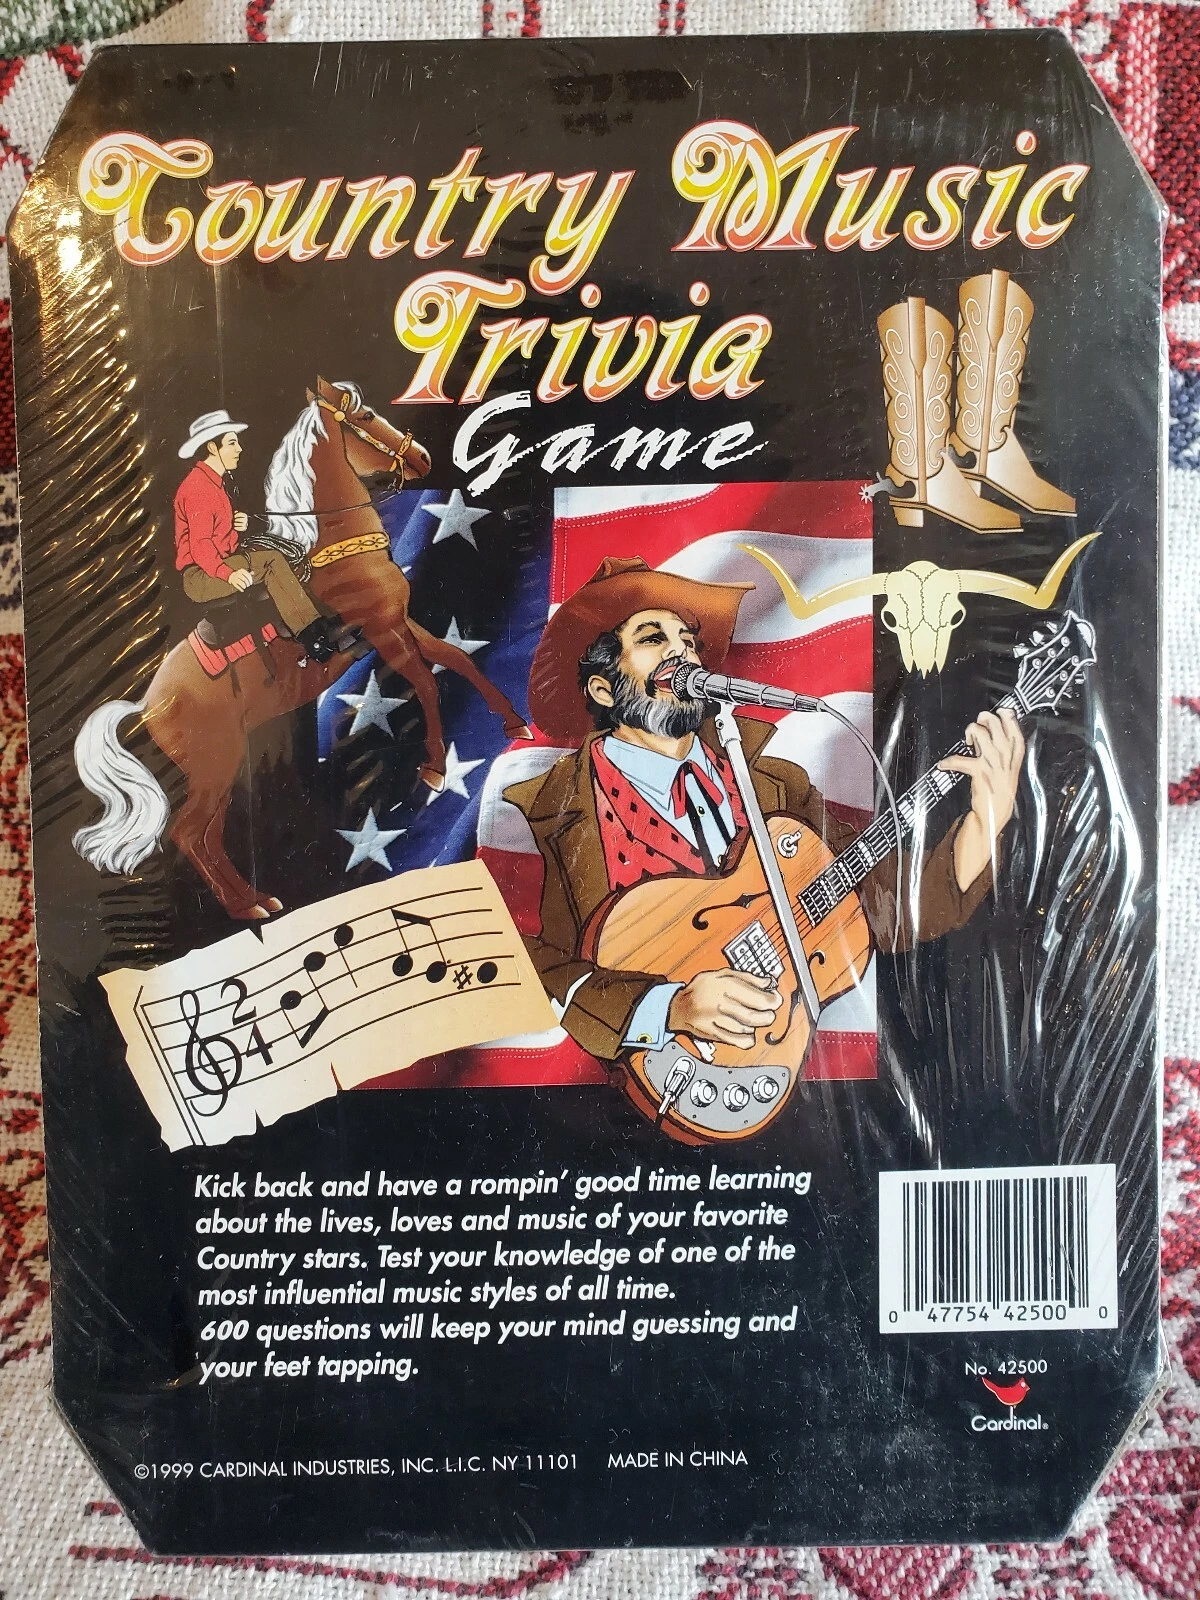 Country Music
Trivia
Game
2
4
Kick back and have a rompin' good time learning
about the lives, loves and music of your favorite
Country stars. Test your knowledge of one of the
most influential music styles of all time.
600 questions will keep your mind guessing and
your feet tapping.
0 47754 42500 0
No. 42500
Cardinal®
©1999 CARDINAL INDUSTRIES, INC. L.I.C. NY 11101 MADE IN CHINA